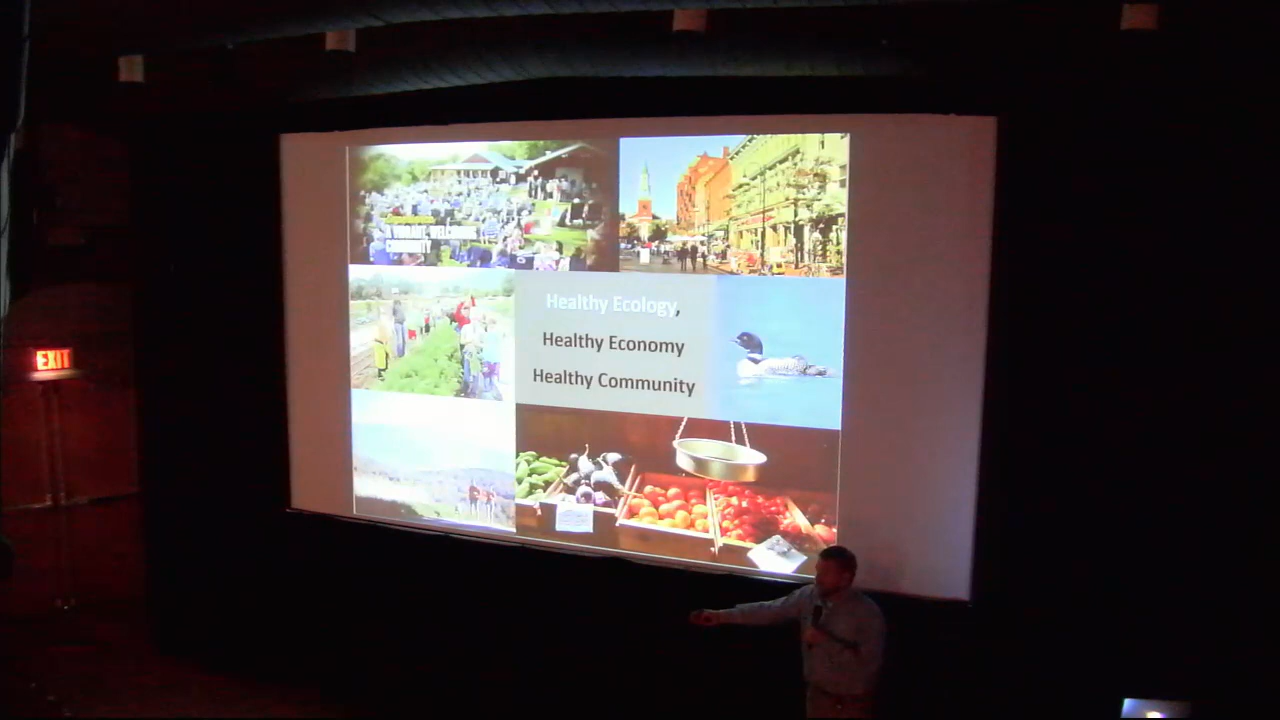 A VIBRANT, WELCOMING
COMMUNITY
Healthy Ecology,
Healthy Economy
Healthy Community
EXIT